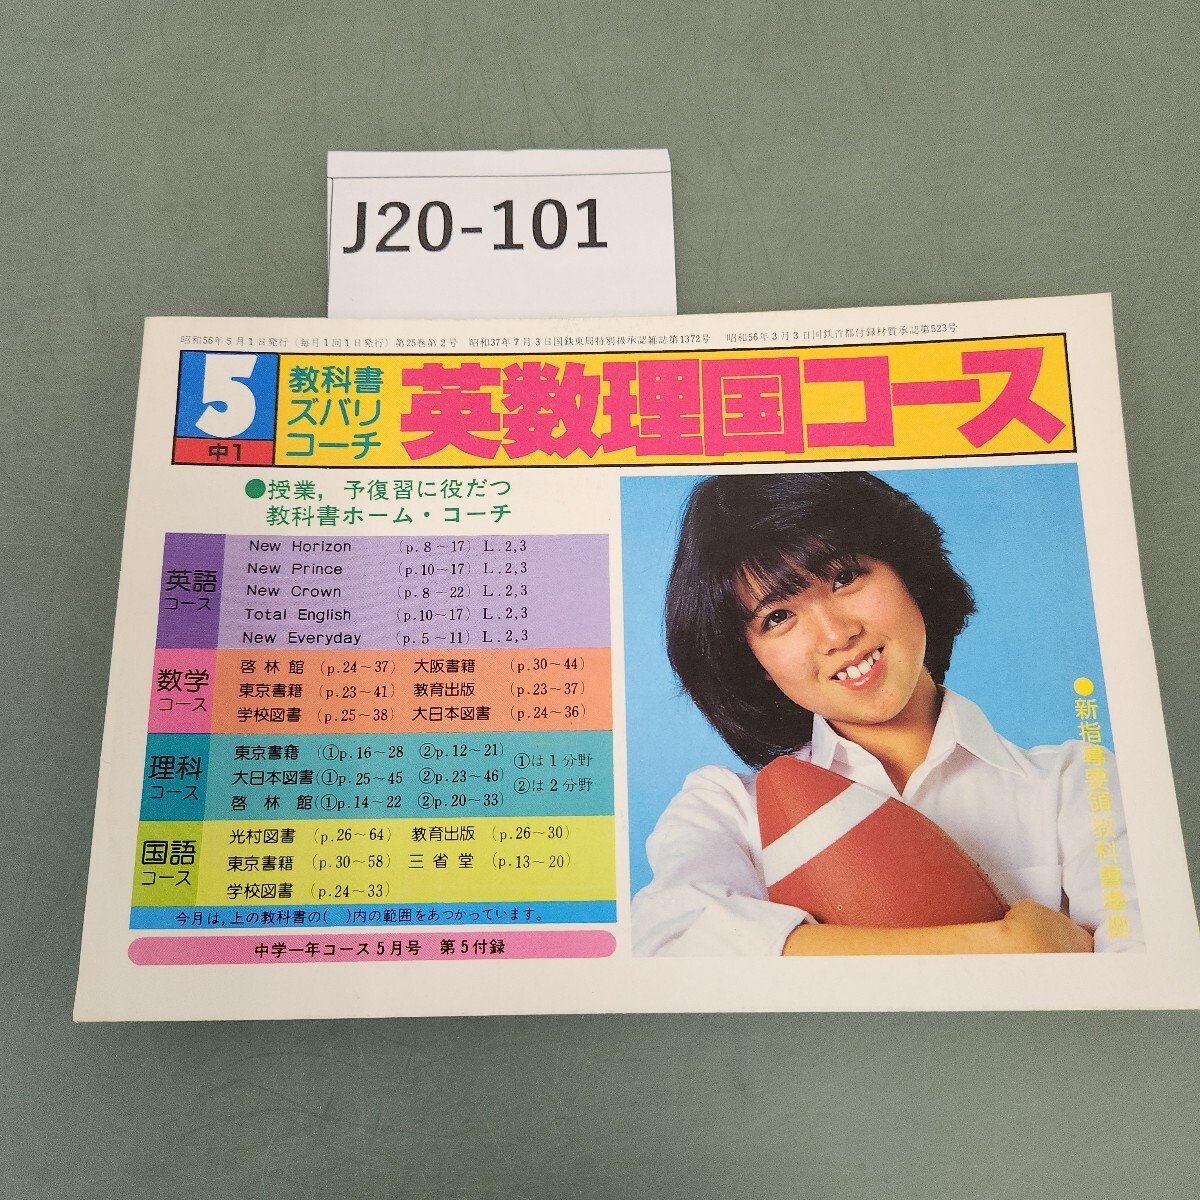 J20-101
昭和56年5月1日発行(毎月1回1日発行)第25巻第2号 昭和37年7月3日国鉄東局特別扱承認雑誌第1372号 昭和56年3月3日国鉄首都付録材質承認第523号
5
中1
教科書
ズバリ
コーチ
英数理国コース
●授業,予復習に役だつ
教科書ホーム・コーチ
英語
コース
New Horizon (p.8~17) L.2,3
New Prince (p.10~17) L.2,3
New Crown (p.8~22) L.2,3
Total English (p.10~17) L.2,3
New Everyday (p.5~11) L.2,3
数学
コース
啓林館 (p.24~37) 大阪書籍 (p.30~44)
東京書籍 (p.23~41) 教育出版 (p.23~37)
学校図書 (p.25~38) 大日本図書 (p.24~36)
理科
コース
東京書籍 (①p.16~28 ②p.12~21)
大日本図書(①p.25~45 ②p.23~46)
啓林館(①p.14~22 ②p.20~33)
①は1分野
②は2分野
国語
コース
光村図書 (p.26~64) 教育出版 (p.26~30)
東京書籍 (p.30~58) 三省堂 (p.13~20)
学校図書 (p.24~33)
今月は,上の教科書の( )内の範囲をあつかっています。
中学一年コース5月号 第5付録
●新指導要領教科書準拠